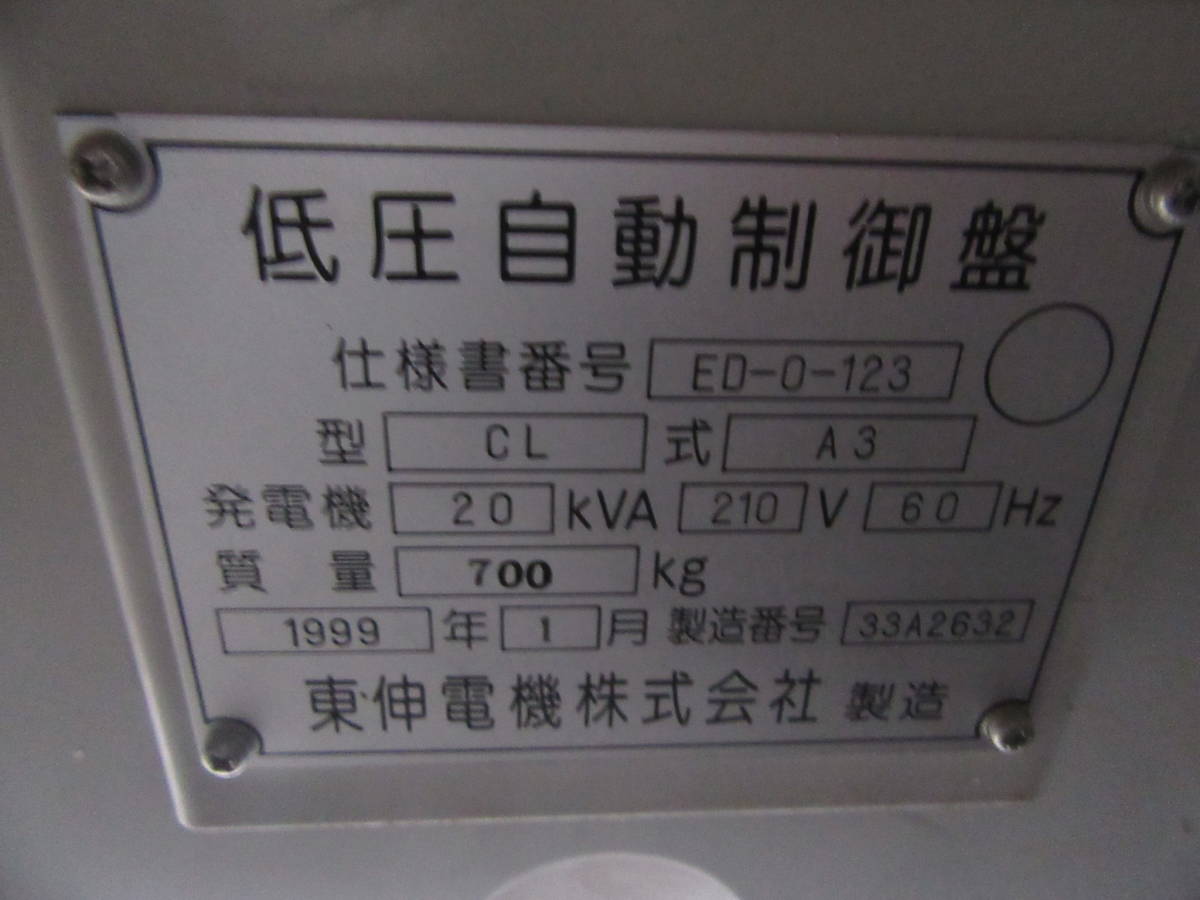 低圧自動制御盤
仕様書番号 ED-0-123
型 CL 式 A3
発電機 20 kVA 210 V 60 Hz
質量 700 kg
1999 年 1 月 製造番号 33A2632
東伸電機株式会社 製造